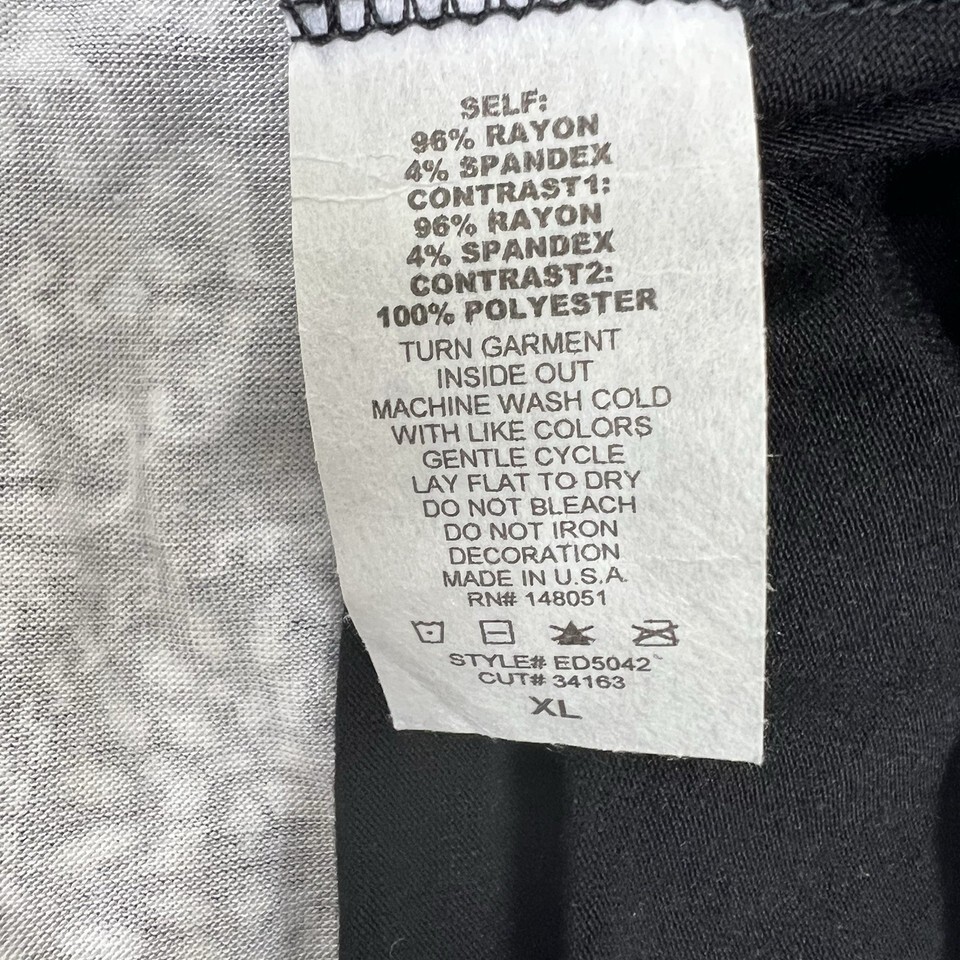 SELF:
96% RAYON
4% SPANDEX
CONTRAST1:
96% RAYON
4% SPANDEX
CONTRAST2:
100% POLYESTER
TURN GARMENT
INSIDE OUT
MACHINE WASH COLD
WITH LIKE COLORS
GENTLE CYCLE
LAY FLAT TO DRY
DO NOT BLEACH
DO NOT IRON
DECORATION
MADE IN U.S.A.
RN# 148051
STYLE# ED5042
CUT# 34163
XL